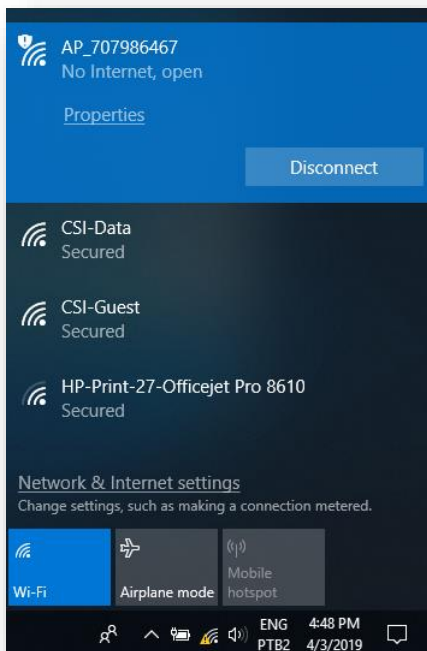 AP_707986467
No Internet, open
Properties
Disconnect
CSI-Data
Secured
CSI-Guest
Secured
HP-Print-27-Officejet Pro 8610
Secured
Network & Internet settings
Change settings, such as making a connection metered.
Wi-Fi
Airplane mode
Mobile
hotspot
ENG
PTB2
4:48 PM
4/3/2019